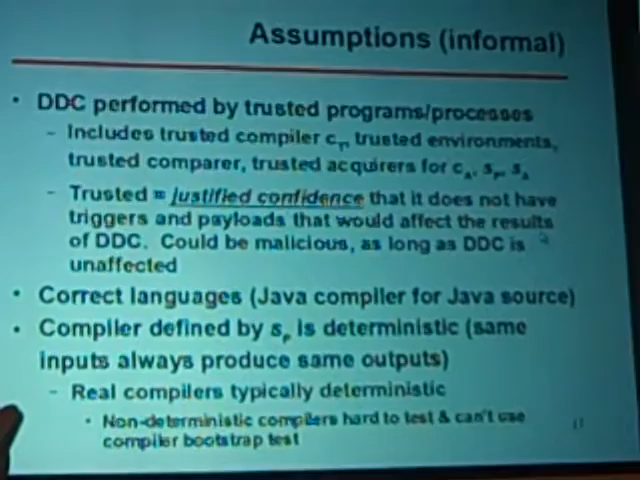 Assumptions (informal)
• DDC performed by trusted programs/processes
– Includes trusted compiler cT, trusted environments,
trusted comparer, trusted acquirers for cA, sP, sA
– Trusted = justified confidence that it does not have
triggers and payloads that would affect the results
of DDC. Could be malicious, as long as DDC is
unaffected
• Correct languages (Java compiler for Java source)
• Compiler defined by sP is deterministic (same
inputs always produce same outputs)
– Real compilers typically deterministic
• Non-deterministic compilers hard to test & can't use
compiler bootstrap test